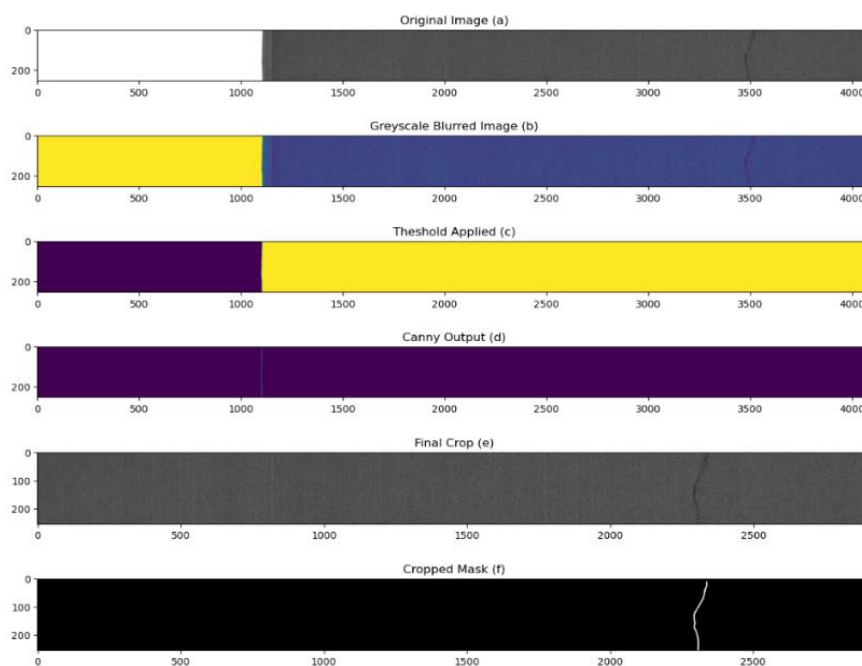 Original Image (a)
0
200
0 500 1000 1500 2000 2500 3000 3500 4000
Greyscale Blurred Image (b)
0
200
0 500 1000 1500 2000 2500 3000 3500 4000
Theshold Applied (c)
0
200
0 500 1000 1500 2000 2500 3000 3500 4000
Canny Output (d)
0
200
0 500 1000 1500 2000 2500 3000 3500 4000
Final Crop (e)
0
100
200
0 500 1000 1500 2000 2500
Cropped Mask (f)
0
100
200
0 500 1000 1500 2000 2500